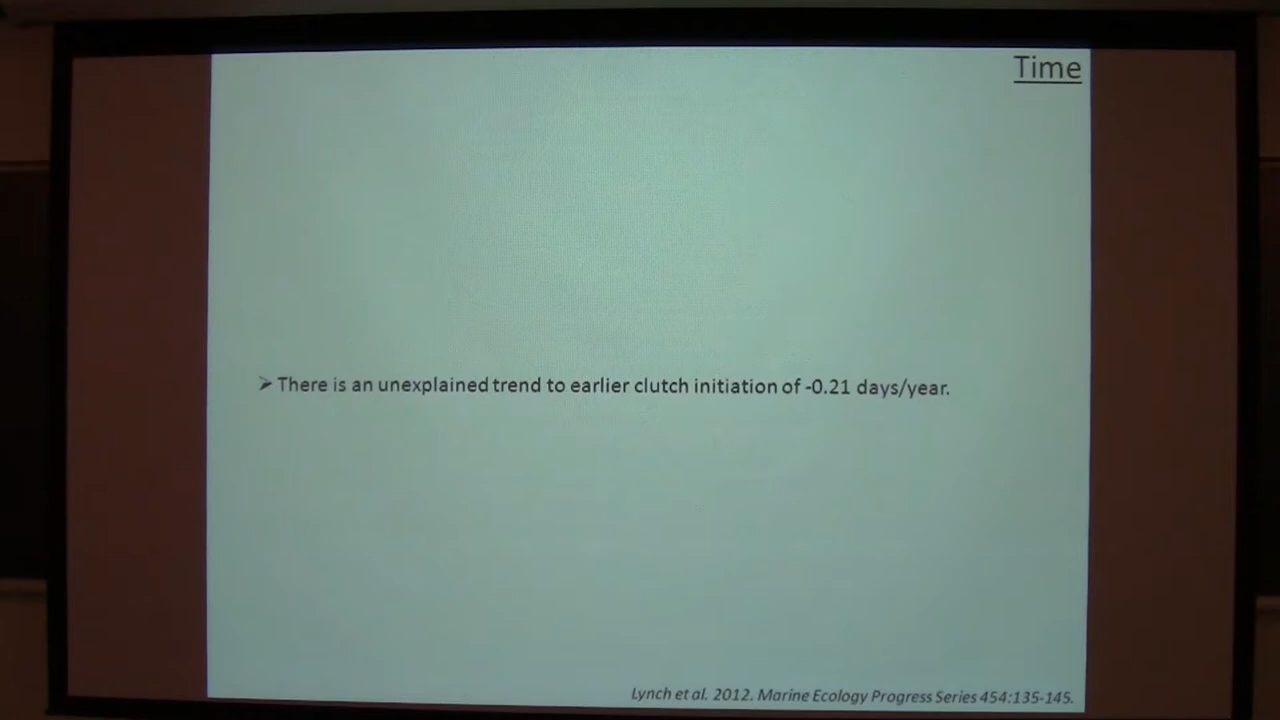 Time
➢ There is an unexplained trend to earlier clutch initiation of -0.21 days/year.
Lynch et al. 2012. Marine Ecology Progress Series 454:135-145.